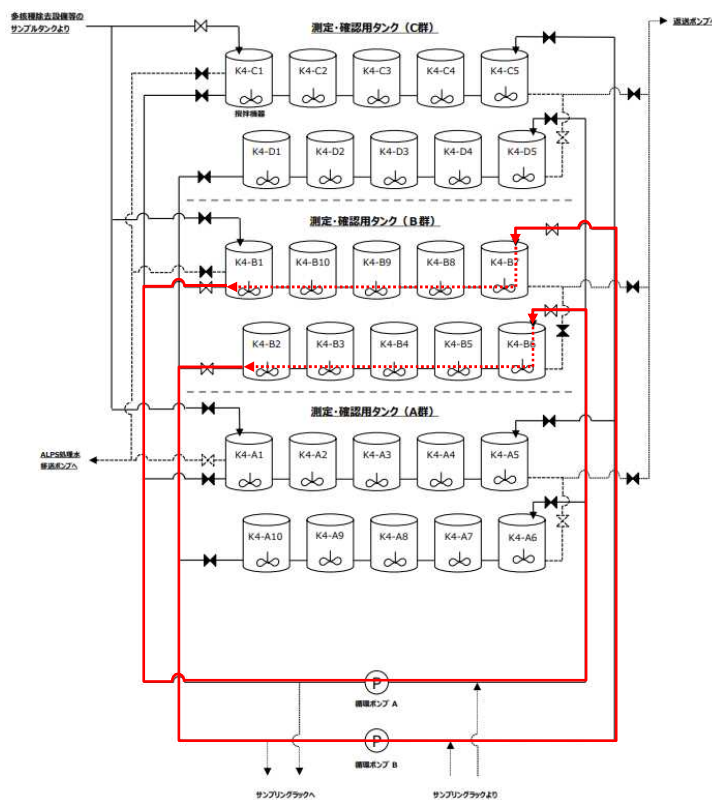 多核種除去設備等の
サンプルタンクより
測定・確認用タンク（C群）
返送ポンプへ
K4-C1
K4-C2
K4-C3
K4-C4
K4-C5
撹拌機器
K4-D1
K4-D2
K4-D3
K4-D4
K4-D5
測定・確認用タンク（B群）
K4-B1
K4-B10
K4-B9
K4-B8
K4-B7
K4-B2
K4-B3
K4-B4
K4-B5
K4-B6
測定・確認用タンク（A群）
ALPS処理水
移送ポンプへ
K4-A1
K4-A2
K4-A3
K4-A4
K4-A5
K4-A10
K4-A9
K4-A8
K4-A7
K4-A6
P
循環ポンプ A
P
循環ポンプ B
サンプリングラックへ
サンプリングラックより